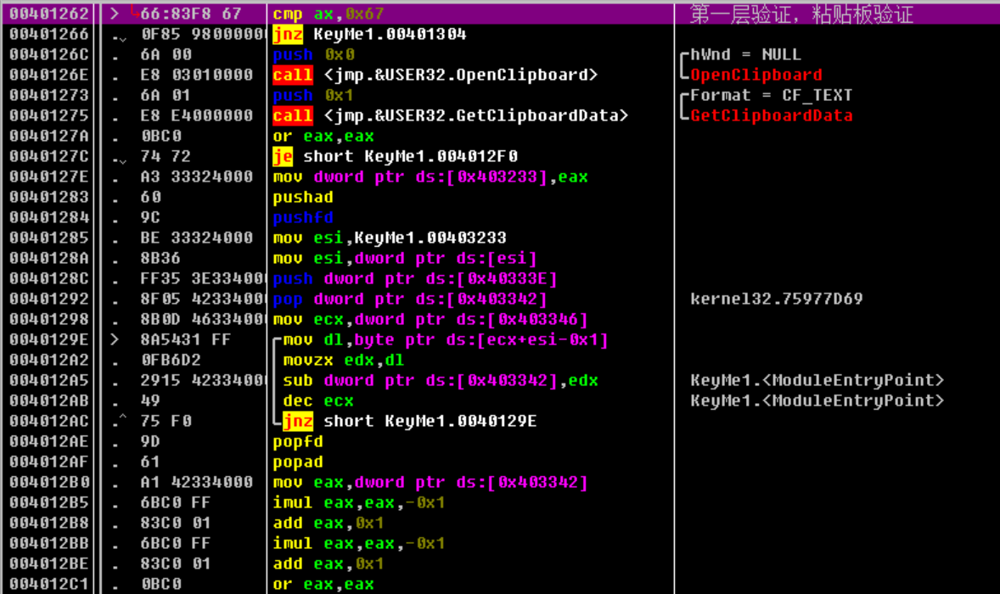 00401262 > 66:83F8 67 cmp ax,0x67 第一层验证，粘贴板验证
00401266 . 0F85 98000000 jnz KeyMe1.00401304
0040126C . 6A 00 push 0x0 hWnd = NULL
0040126E . E8 03010000 call <jmp.&USER32.OpenClipboard> OpenClipboard
00401273 . 6A 01 push 0x1 Format = CF_TEXT
00401275 . E8 E4000000 call <jmp.&USER32.GetClipboardData> GetClipboardData
0040127A . 0BC0 or eax,eax
0040127C . 74 72 je short KeyMe1.004012F0
0040127E . A3 33324000 mov dword ptr ds:[0x403233],eax
00401283 . 60 pushad
00401284 . 9C pushfd
00401285 . BE 33324000 mov esi,KeyMe1.00403233
0040128A . 8B36 mov esi,dword ptr ds:[esi]
0040128C . FF35 3E33400 push dword ptr ds:[0x40333E]
00401292 . 8F05 4233400 pop dword ptr ds:[0x403342] kernel32.75977D69
00401298 . 8B0D 4633400 mov ecx,dword ptr ds:[0x403346]
0040129E > 8A5431 FF mov dl,byte ptr ds:[ecx+esi-0x1]
004012A2 . 0FB6D2 movzx edx,dl
004012A5 . 2915 4233400 sub dword ptr ds:[0x403342],edx KeyMe1.<ModuleEntryPoint>
004012AB . 49 dec ecx KeyMe1.<ModuleEntryPoint>
004012AC .^ 75 F0 jnz short KeyMe1.0040129E
004012AE . 9D popfd
004012AF . 61 popad
004012B0 . A1 42334000 mov eax,dword ptr ds:[0x403342]
004012B5 . 6BC0 FF imul eax,eax,-0x1
004012B8 . 83C0 01 add eax,0x1
004012BB . 6BC0 FF imul eax,eax,-0x1
004012BE . 83C0 01 add eax,0x1
004012C1 . 0BC0 or eax,eax